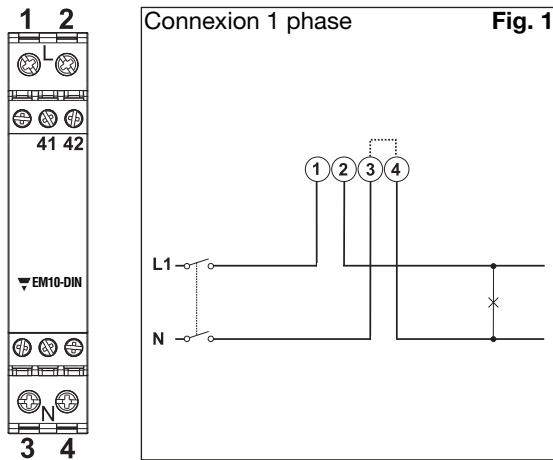 1 2
L
41 42
EM10-DIN
N
3 4
Connexion 1 phase Fig. 1
1 2 3 4
L1
N